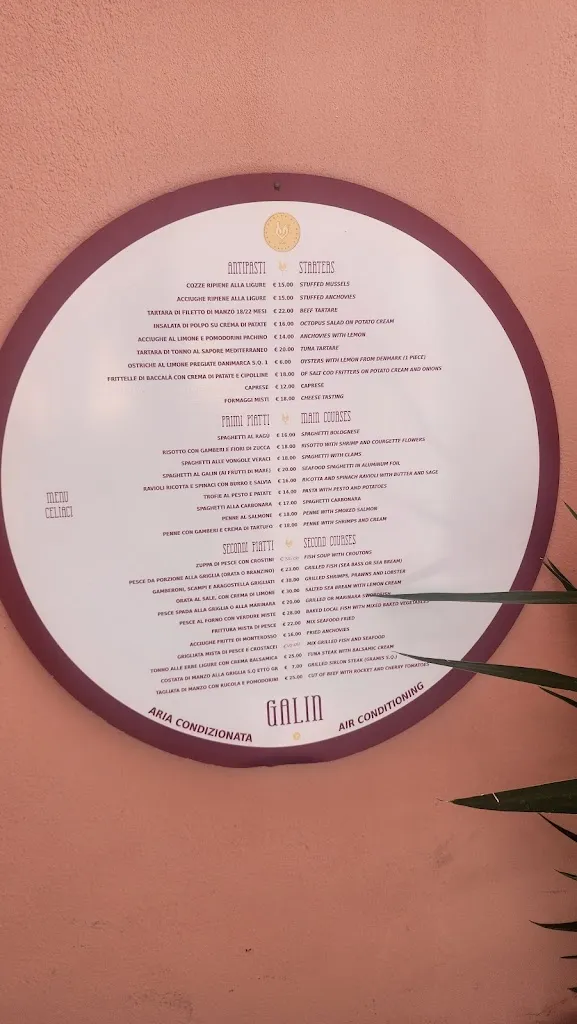 ANTIPASTI STARTERS
COZZE RIPIENE ALLA LIGURE € 15.00 STUFFED MUSSELS
ACCIUGHE RIPIENE ALLA LIGURE € 15.00 STUFFED ANCHOVIES
TARTARA DI FILETTO DI MANZO 18/22 MESI € 22.00 BEEF TARTARE
INSALATA DI POLPO SU CREMA DI PATATE € 16.00 OCTOPUS SALAD ON POTATO CREAM
ACCIUGHE AL LIMONE E POMODORINI PACHINO € 14.00 ANCHOVIES WITH LEMON
TARTARA DI TONNO AL SAPORE MEDITERRANEO € 20.00 TUNA TARTARE
OSTRICHE AL LIMONE PREGIATE DANIMARCA S.Q. 1 € 6.00 OYSTERS WITH LEMON FROM DENMARK (1 PIECE)
FRITTELLE DI BACCALÀ CON CREMA DI PATATE E CIPOLLINE € 18.00 OF SALT COD FRITTERS ON POTATO CREAM AND ONIONS
CAPRESE € 12.00 CAPRESE
FORMAGGI MISTI € 18.00 CHEESE TASTING
PRIMI PIATTI MAIN COURSES
SPAGHETTI AL RAGÙ € 16.00 SPAGHETTI BOLOGNESE
RISOTTO CON GAMBERI E FIORI DI ZUCCA € 18.00 RISOTTO WITH SHRIMP AND COURGETTE FLOWERS
SPAGHETTI ALLE VONGOLE VERACI € 18.00 SPAGHETTI WITH CLAMS
SPAGHETTI AL GALIN (AI FRUTTI DI MARE) € 20.00 SEAFOOD SPAGHETTI IN ALUMINUM FOIL
RAVIOLI RICOTTA E SPINACI CON BURRO E SALVIA € 16.00 RICOTTA AND SPINACH RAVIOLI WITH BUTTER AND SAGE
TROFIE AL PESTO E PATATE € 14.00 PASTA WITH PESTO AND POTATOES
SPAGHETTI ALLA CARBONARA € 17.00 SPAGHETTI CARBONARA
PENNE AL SALMONE € 18.00 PENNE WITH SMOKED SALMON
PENNE CON GAMBERI E CREMA DI TARTUFO € 18.00 PENNE WITH SHRIMPS AND CREAM
MENU
CELIACI
SECONDI PIATTI SECOND COURSES
ZUPPA DI PESCE CON CROSTINI FISH SOUP WITH CROUTONS
PESCE DA PORZIONE ALLA GRIGLIA (ORATA O BRANZINO) € 23.00 GRILLED FISH (SEA BASS OR SEA BREAM)
GAMBERONI, SCAMPI E ARAGOSTELLA GRIGLIATI € 30.00 GRILLED SHRIMPS, PRAWNS AND LOBSTER
ORATA AL SALE, CON CREMA DI LIMONE € 30.00 SALTED SEA BREAM WITH LEMON CREAM
PESCE SPADA ALLA GRIGLIA O ALLA MARINARA € 20.00 GRILLED OR MARINARA SWORDFISH
PESCE AL FORNO CON VERDURE MISTE € 28.00 BAKED LOCAL FISH WITH MIXED BAKED VEGETABLES
FRITTURA MISTA DI PESCE € 22.00 MIX SEAFOOD FRIED
ACCIUGHE FRITTE DI MONTEROSSO € 16.00 FRIED ANCHOVIES
GRIGLIATA MISTA DI PESCE E CROSTACEI MIX GRILLED FISH AND SEAFOOD
TONNO ALLE ERBE LIGURE CON CREMA BALSAMICA € 25.00 TUNA STEAK WITH BALSAMIC CREAM
COSTATA DI MANZO ALLA GRIGLIA S.Q ETTO GR € 7.00 GRILLED SIRLON STEAK (GRAMS S.Q.)
TAGLIATA DI MANZO CON RUCOLA E POMODORINI € 25.00 CUT OF BEEF WITH ROCKET AND CHERRY TOMATOES
ARIA CONDIZIONATA GALIN AIR CONDITIONING